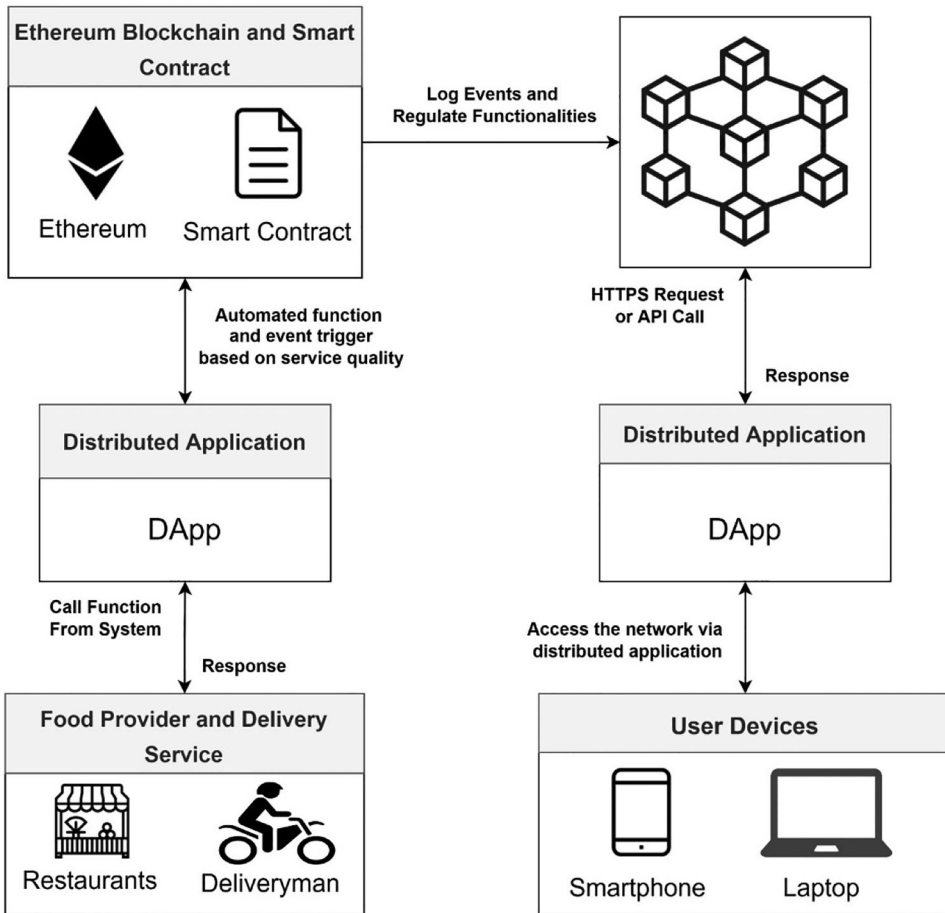 Ethereum Blockchain and Smart
Contract
Ethereum
Smart Contract
Log Events and
Regulate Functionalities
Automated function
and event trigger
based on service quality
HTTPS Request
or API Call
Response
Distributed Application
DApp
Distributed Application
DApp
Call Function
From System
Response
Access the network via
distributed application
Food Provider and Delivery
Service
Restaurants
Deliveryman
User Devices
Smartphone
Laptop